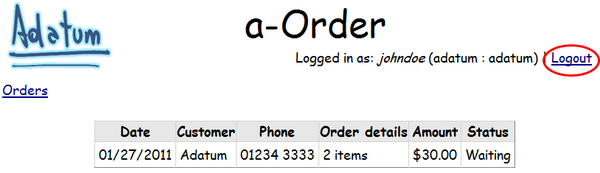 Adatum
a-Order
Logged in as: johndoe (adatum : adatum) | Logout
Orders
Date Customer Phone Order details Amount Status
01/27/2011 Adatum 01234 3333 2 items $30.00 Waiting